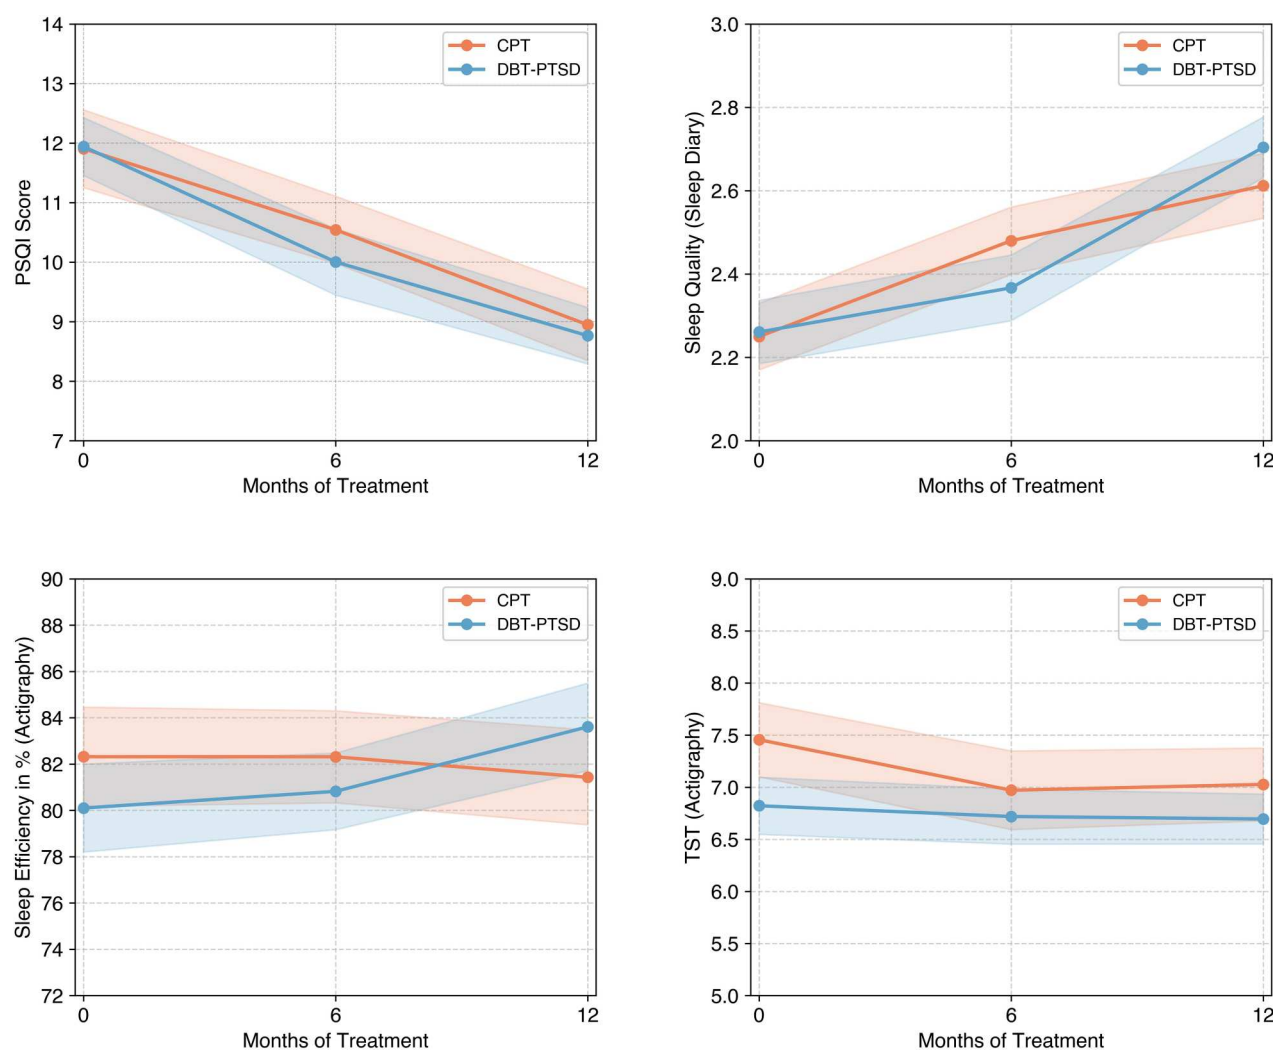 14
13
12
11
10
9
8
7
PSQI Score
0
6
12
Months of Treatment
CPT
DBT-PTSD
3.0
2.8
2.6
2.4
2.2
2.0
Sleep Quality (Sleep Diary)
0
6
12
Months of Treatment
CPT
DBT-PTSD
90
88
86
84
82
80
78
76
74
72
Sleep Efficiency in % (Actigraphy)
0
6
12
Months of Treatment
CPT
DBT-PTSD
9.0
8.5
8.0
7.5
7.0
6.5
6.0
5.5
5.0
TST (Actigraphy)
0
6
12
Months of Treatment
CPT
DBT-PTSD